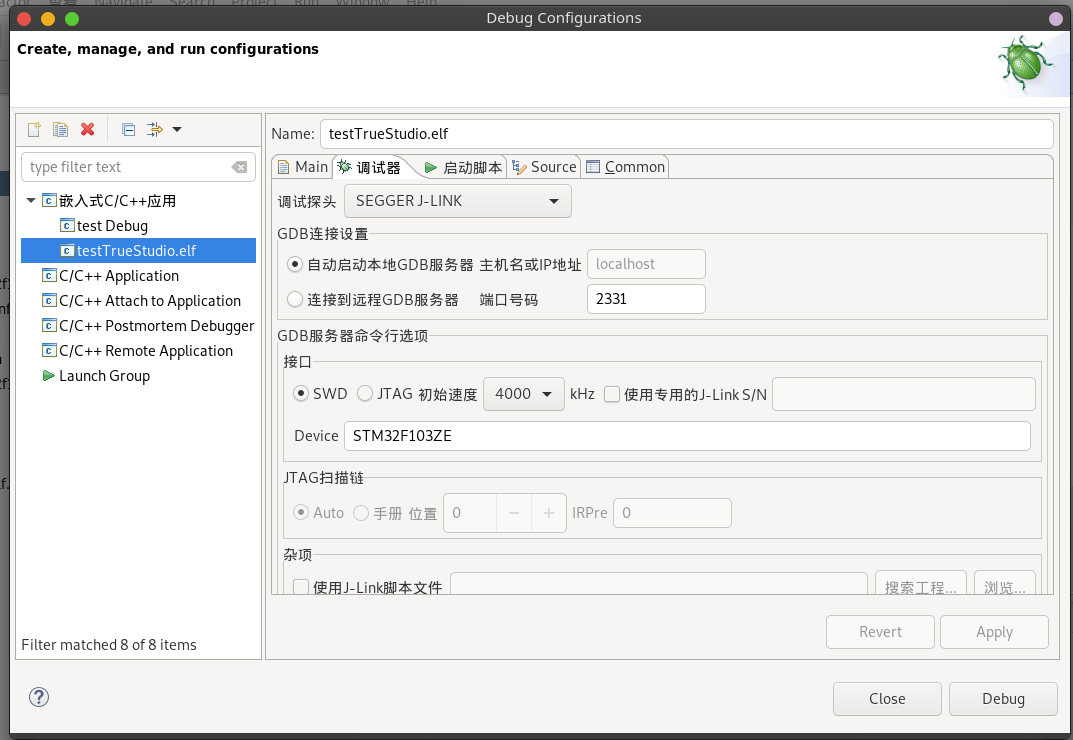 查看 Navigate Search Project Run Window Help
Debug Configurations
Create, manage, and run configurations
type filter text
嵌入式C/C++应用
test Debug
testTrueStudio.elf
C/C++ Application
C/C++ Attach to Application
C/C++ Postmortem Debugger
C/C++ Remote Application
Launch Group
Filter matched 8 of 8 items
Name: testTrueStudio.elf
Main 调试器 启动脚本 Source Common
调试探头 SEGGER J-LINK
GDB连接设置
自动启动本地GDB服务器 主机名或IP地址 localhost
连接到远程GDB服务器 端口号码 2331
GDB服务器命令行选项
接口
SWD JTAG 初始速度 4000 kHz 使用专用的J-Link S/N
Device STM32F103ZE
JTAG扫描链
Auto 手册 位置 0 − + IRPre 0
杂项
使用J-Link脚本文件 搜索工程... 浏览...
Revert Apply
? Close Debug